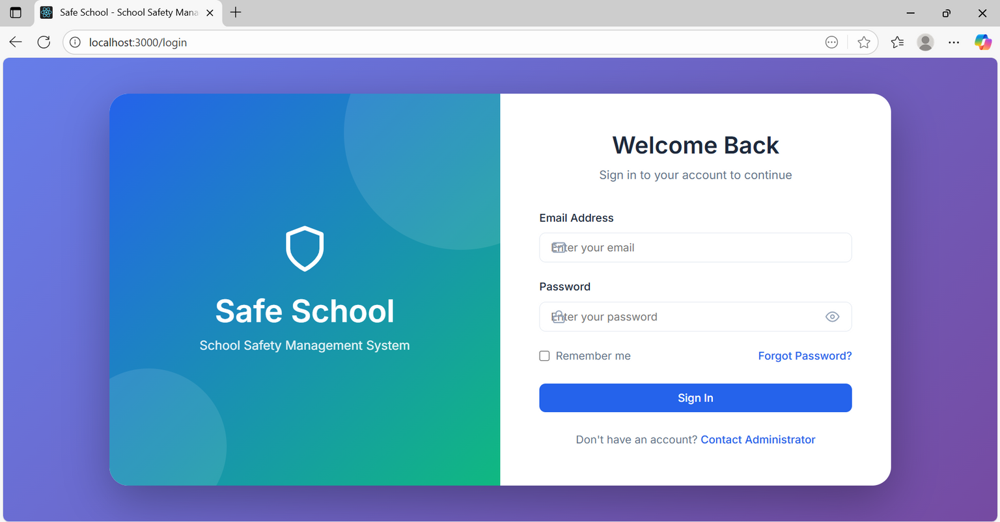 Safe School - School Safety Mana
localhost:3000/login
Safe School
School Safety Management System
Welcome Back
Sign in to your account to continue
Email Address
Enter your email
Password
Enter your password
Remember me
Forgot Password?
Sign In
Don't have an account? Contact Administrator